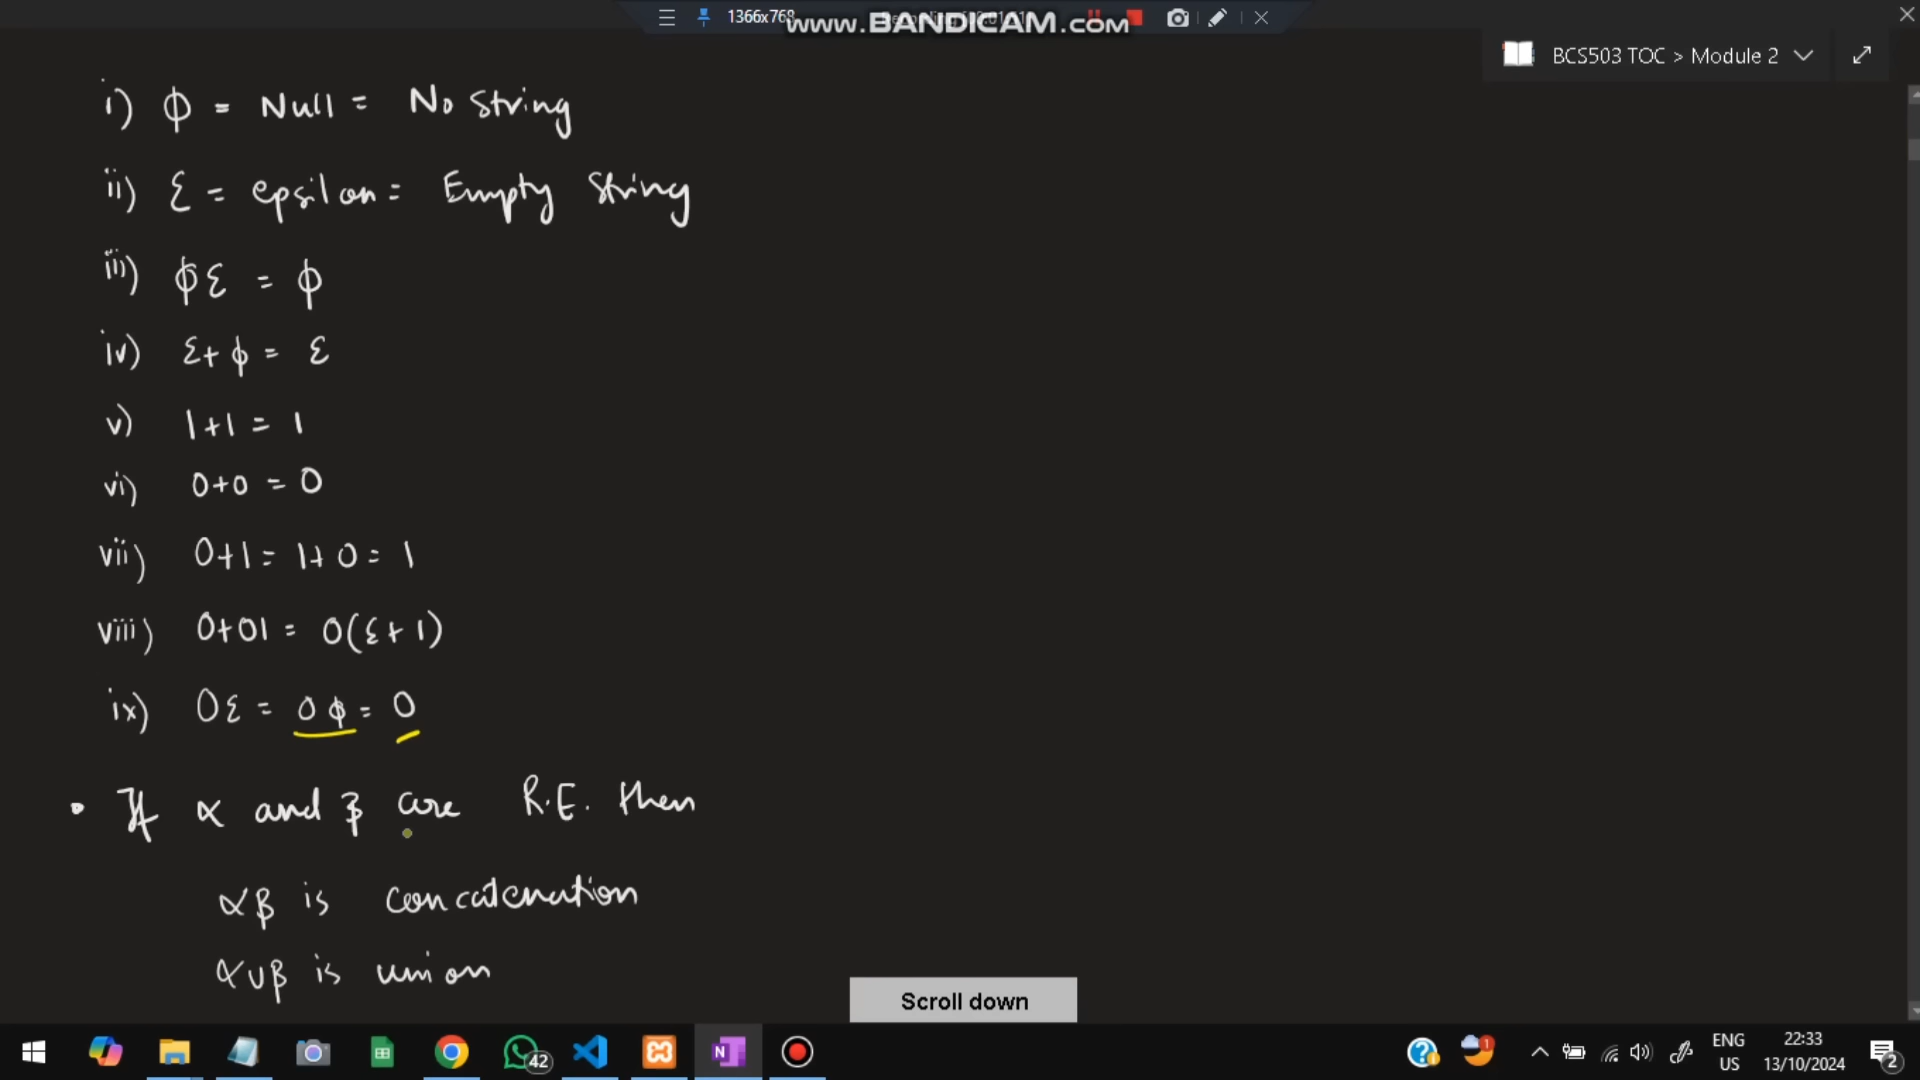 1366x768
www.BANDICAM.com
BCS503 TOC > Module 2
i) φ = Null = No String
ii) ε = epsilon = Empty String
iii) φε = φ
iv) ε+ φ = ε
v) 1+1 = 1
vi) 0+0 = 0
vii) 0+1 = 1+ 0 = 1
viii) 0+01 = 0(ε+ 1)
ix) 0ε = 0 φ = 0
• If α and β are R.E. then
αβ is concatenation
α∪β is union
Scroll down
42
N
1
ENG
US
22:33
13/10/2024
2